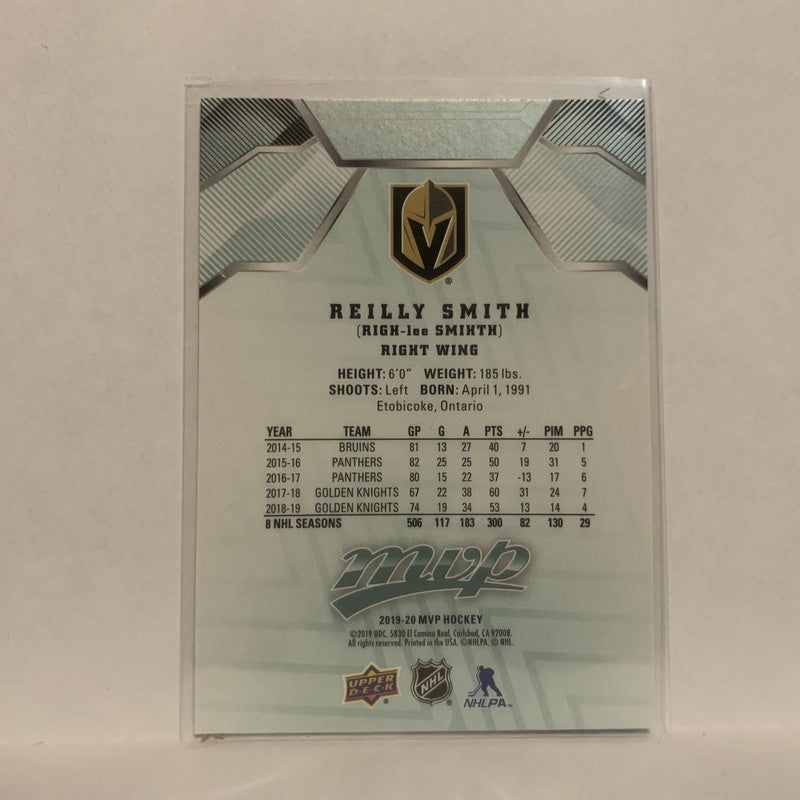 REILLY SMITH
(RIGH-lee SMIHTH)
RIGHT WING
HEIGHT: 6'0" WEIGHT: 185 lbs.
SHOOTS: Left BORN: April 1, 1991
Etobicoke, Ontario
YEAR TEAM GP G A PTS +/- PIM PPG
2014-15 BRUINS 81 13 27 40 7 20 1
2015-16 PANTHERS 82 25 25 50 19 31 5
2016-17 PANTHERS 80 15 22 37 -13 17 6
2017-18 GOLDEN KNIGHTS 67 22 38 60 31 24 7
2018-19 GOLDEN KNIGHTS 74 19 34 53 13 14 4
8 NHL SEASONS 506 117 183 300 82 130 29
mvp
2019-20 MVP HOCKEY
©2019 UDC. 5830 El Camino Real, Carlsbad, CA 92008.
All rights reserved. Printed in the USA. ©NHLPA. © NHL.
UPPER DECK NHL NHLPA